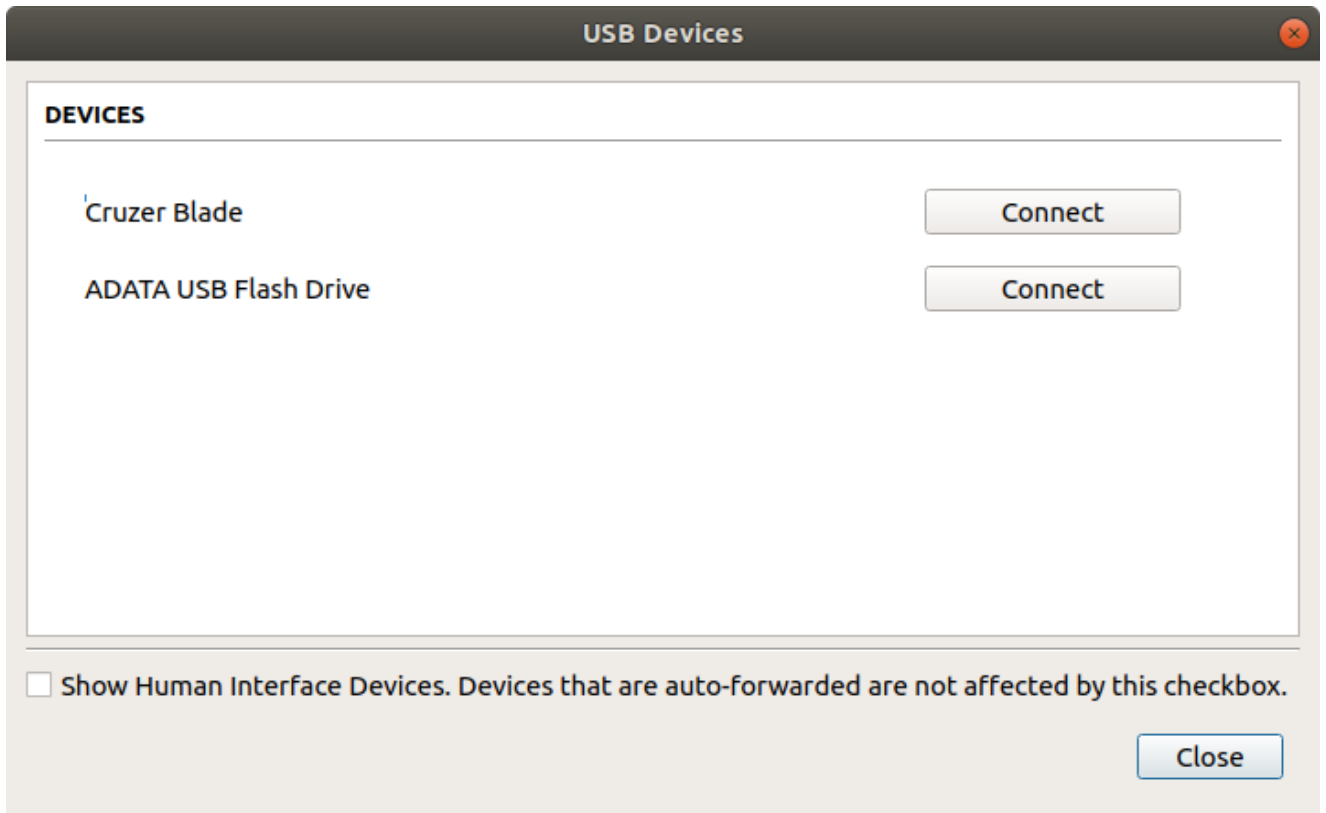 USB Devices
DEVICES
Cruzer Blade
Connect
ADATA USB Flash Drive
Connect
Show Human Interface Devices. Devices that are auto-forwarded are not affected by this checkbox.
Close